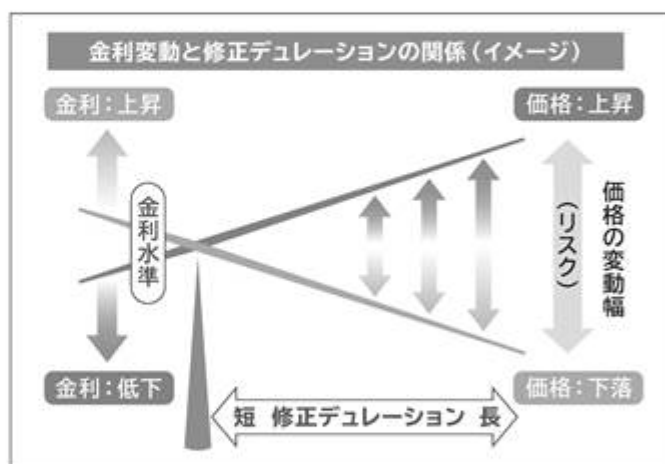 金利変動と修正デュレーションの関係（イメージ）
金利：上昇
価格：上昇
金利水準
価格の変動幅
（リスク）
金利：低下
短 修正デュレーション 長
価格：下落